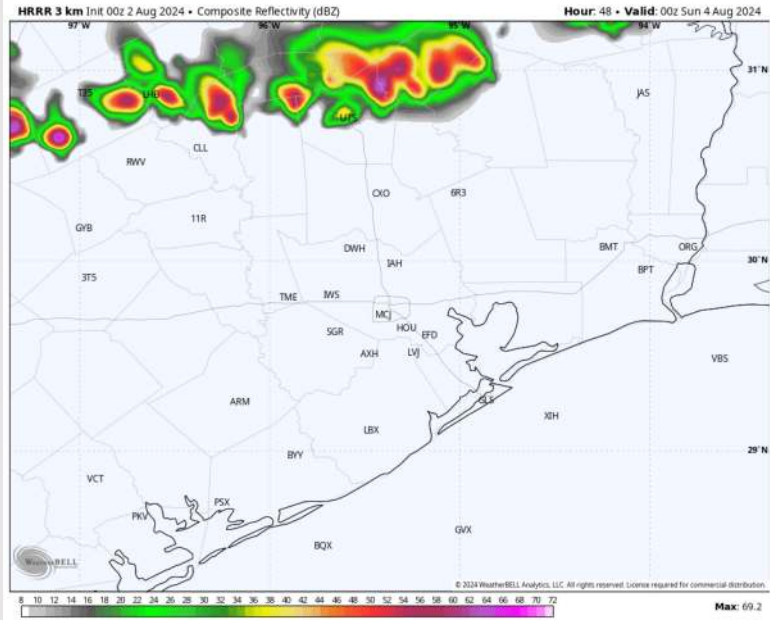 HRRR 3 km Init 00z 2 Aug 2024 • Composite Reflectivity (dBZ) Hour: 48 • Valid: 00z Sun 4 Aug 2024
97°W 96°W 95°W 94°W
31°N
LHB JAS
UTS
CLL
RWV
CXO 6R3
11R
GYB
DWH BMT ORG
IAH BPT 30°N
3T5
TME IWS
MCJ
SGR HOU EFD
AXH LVJ VBS
ARM GLS XIH
LBX
BYY 29°N
VCT
PSX
PKV
GVX
BQX
WeatherBELL
© 2024 WeatherBELL Analytics, LLC. All rights reserved. License required for commercial distribution.
8 10 12 14 16 18 20 22 24 26 28 30 32 34 36 38 40 42 44 46 48 50 52 54 56 58 60 62 64 66 68 70 72 Max: 69.2